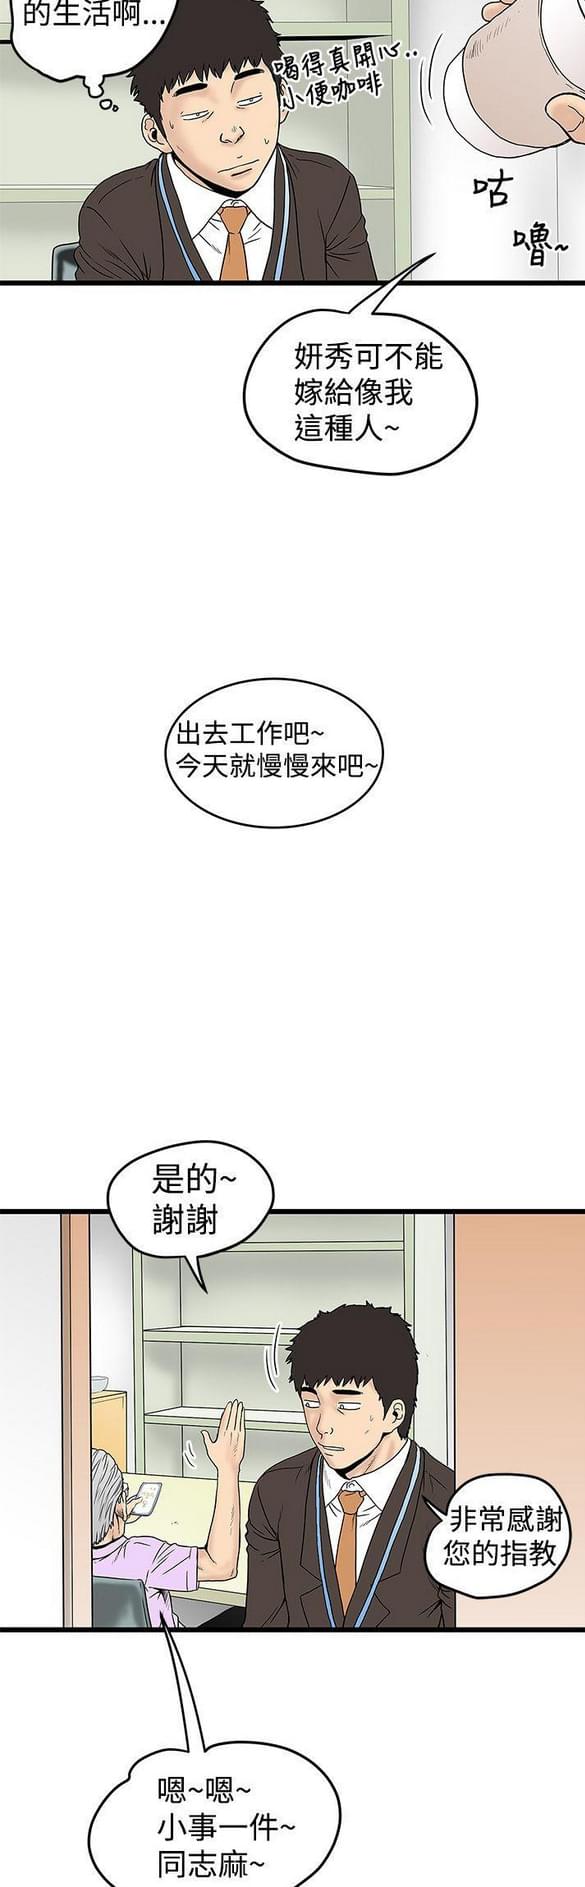 的生活啊...
喝得真開心..
小便咖啡
咕
嚕~
妍秀可不能
嫁給像我
這種人~
出去工作吧~
今天就慢慢來吧~
是的~
謝謝
非常感謝
您的指教
嗯~嗯~
小事一件~
同志麻~